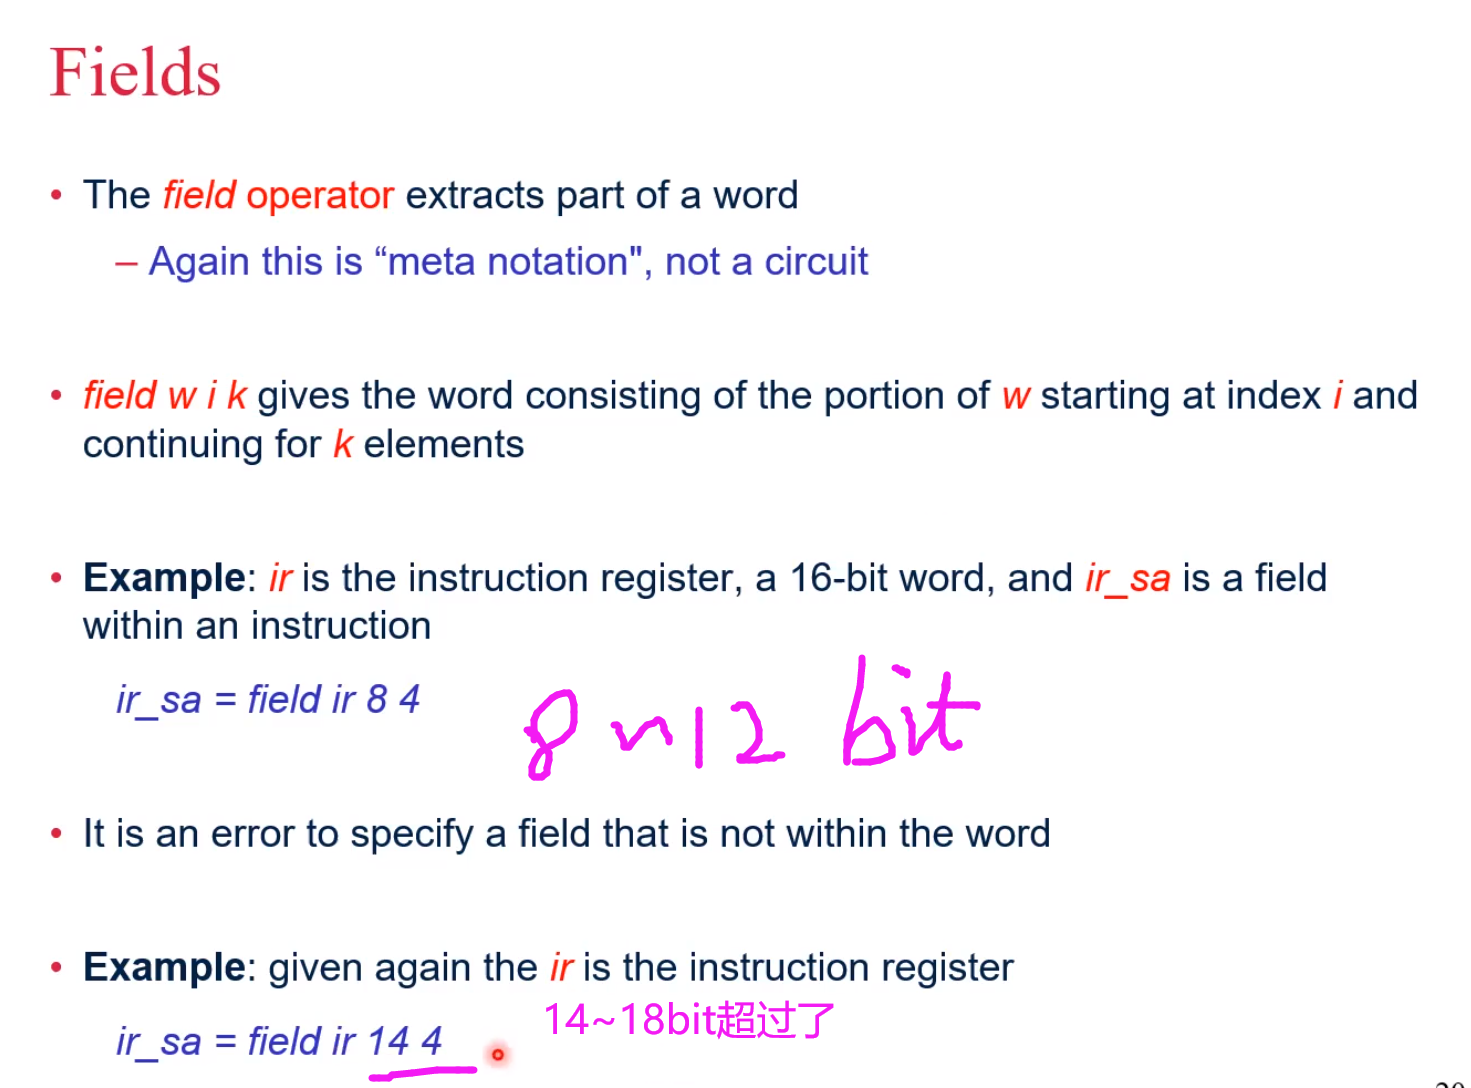 Fields
• The field operator extracts part of a word
– Again this is “meta notation", not a circuit
• field w i k gives the word consisting of the portion of w starting at index i and
continuing for k elements
• Example: ir is the instruction register, a 16-bit word, and ir_sa is a field
within an instruction
ir_sa = field ir 8 4
8~12 bit
• It is an error to specify a field that is not within the word
• Example: given again the ir is the instruction register
14~18bit超过了
ir_sa = field ir 14 4